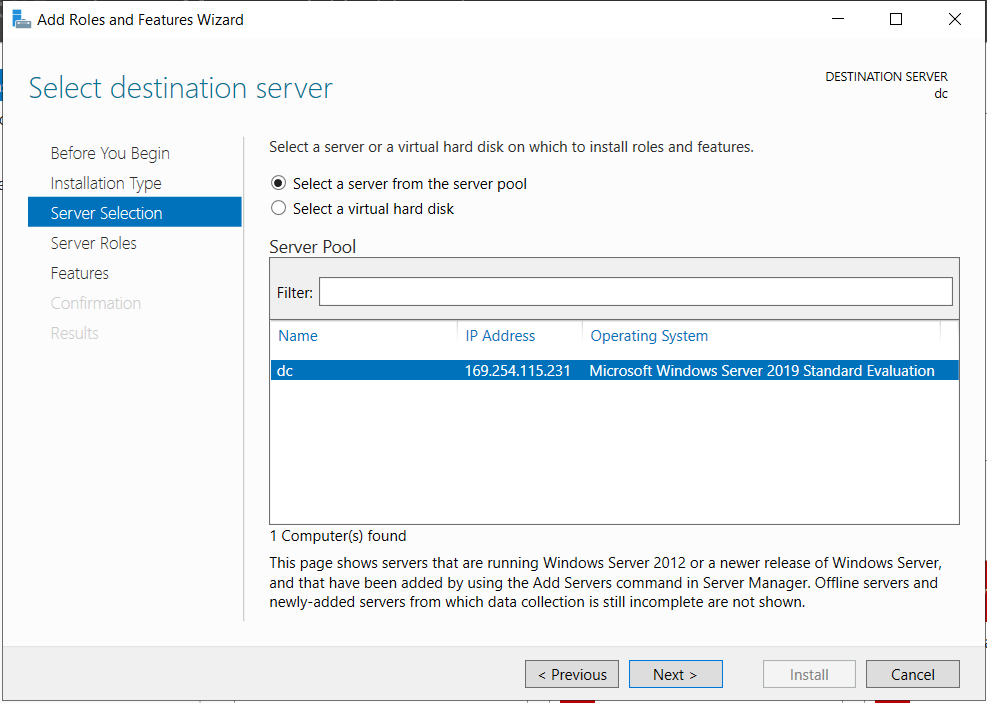 Add Roles and Features Wizard
Select destination server
DESTINATION SERVER
dc
Before You Begin
Installation Type
Server Selection
Server Roles
Features
Confirmation
Results
Select a server or a virtual hard disk on which to install roles and features.
Select a server from the server pool
Select a virtual hard disk
Server Pool
Filter:
Name IP Address Operating System
dc 169.254.115.231 Microsoft Windows Server 2019 Standard Evaluation
1 Computer(s) found
This page shows servers that are running Windows Server 2012 or a newer release of Windows Server,
and that have been added by using the Add Servers command in Server Manager. Offline servers and
newly-added servers from which data collection is still incomplete are not shown.
< Previous Next > Install Cancel